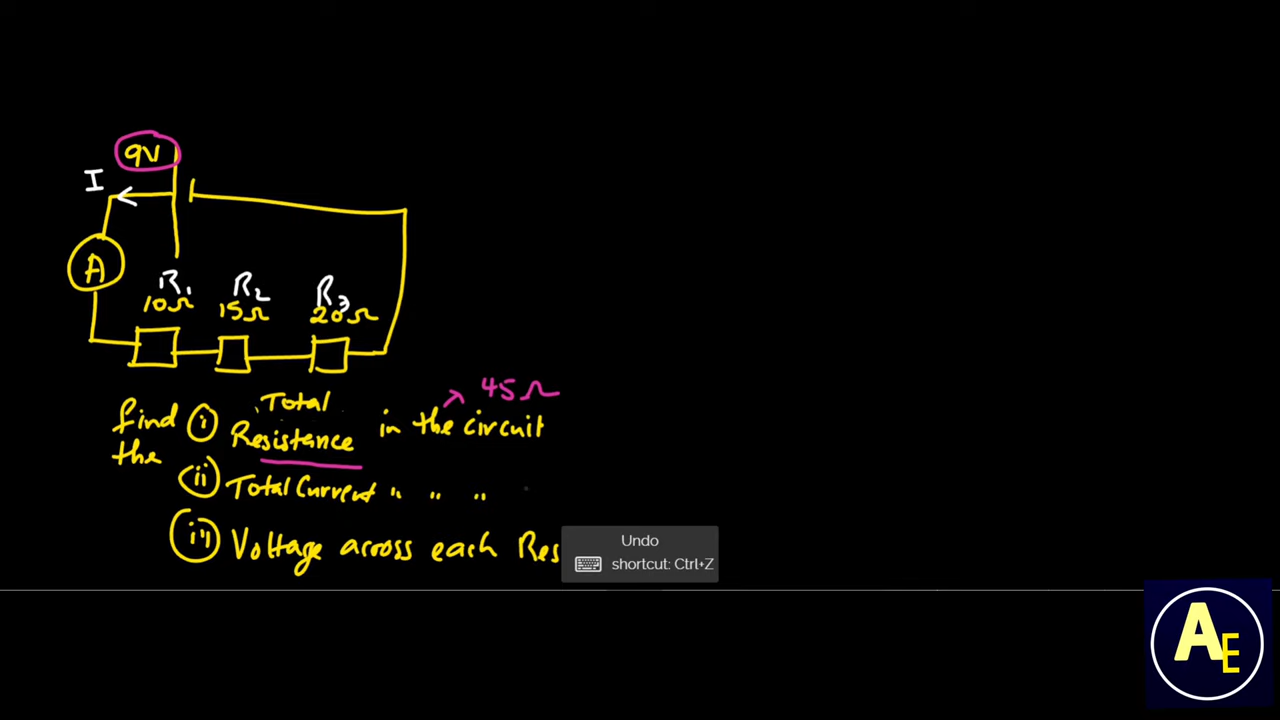 9V
I
A
R1 R2 R3
10Ω 15Ω 20Ω
45Ω
find (i) Total
Resistance in the circuit
the
(ii) Total Current " " "
(iii) Voltage across each Res
Undo
shortcut: Ctrl+Z
AE